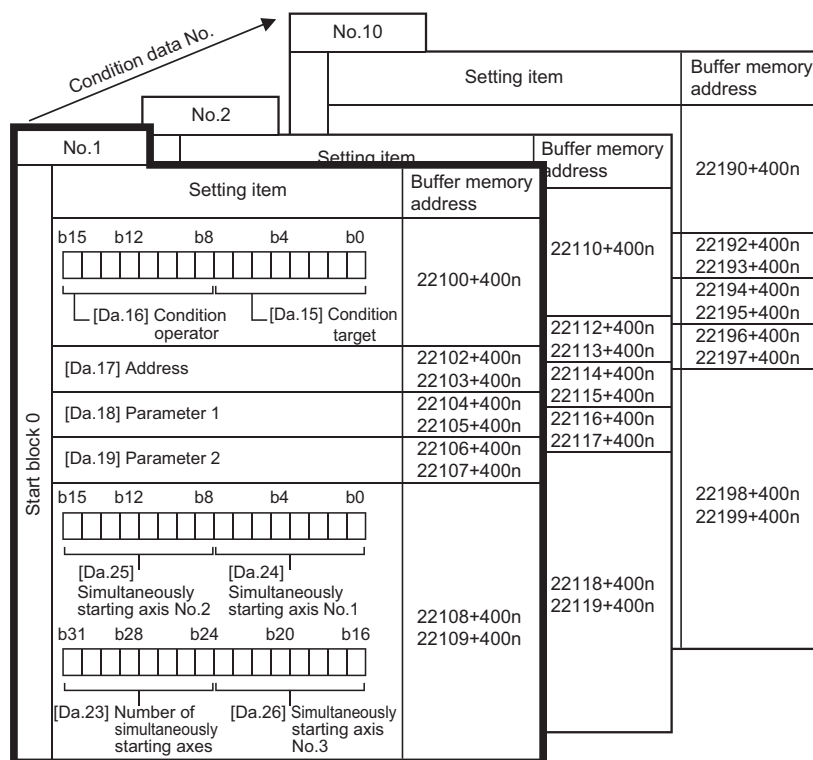 Condition data No.
No.10
Setting item
Buffer memory
address
22190+400n
22192+400n
22193+400n
22194+400n
22195+400n
22196+400n
22197+400n
22198+400n
22199+400n
No.2
Setting item
Buffer memory
address
22110+400n
22112+400n
22113+400n
22114+400n
22115+400n
22116+400n
22117+400n
22118+400n
22119+400n
No.1
Start block 0
Setting item
Buffer memory
address
b15 b12 b8 b4 b0
[Da.16] Condition
operator
[Da.15] Condition
target
22100+400n
[Da.17] Address
22102+400n
22103+400n
[Da.18] Parameter 1
22104+400n
22105+400n
[Da.19] Parameter 2
22106+400n
22107+400n
b15 b12 b8 b4 b0
[Da.25]
Simultaneously
starting axis No.2
[Da.24]
Simultaneously
starting axis No.1
b31 b28 b24 b20 b16
[Da.23] Number of
simultaneously
starting axes
[Da.26] Simultaneously
starting axis
No.3
22108+400n
22109+400n